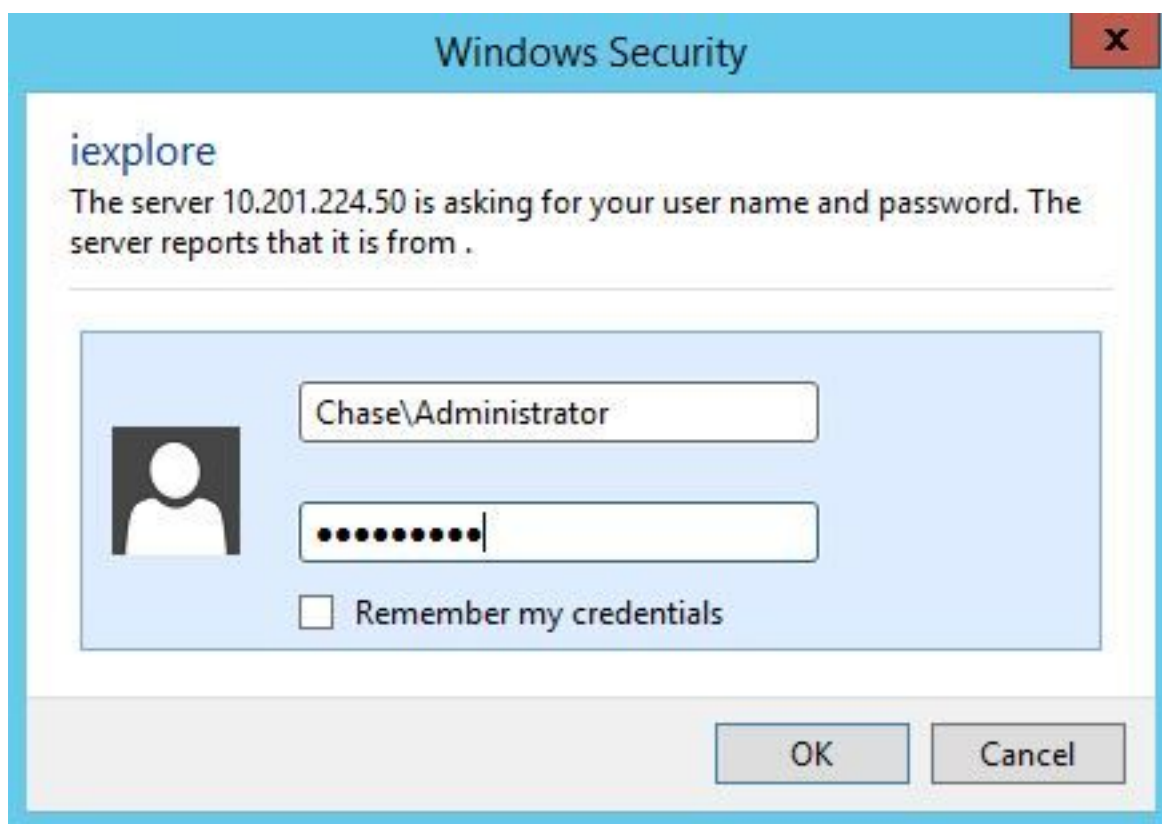 Windows Security
x
iexplore
The server 10.201.224.50 is asking for your user name and password. The
server reports that it is from .
Chase\Administrator
●●●●●●●●●
Remember my credentials
OK
Cancel